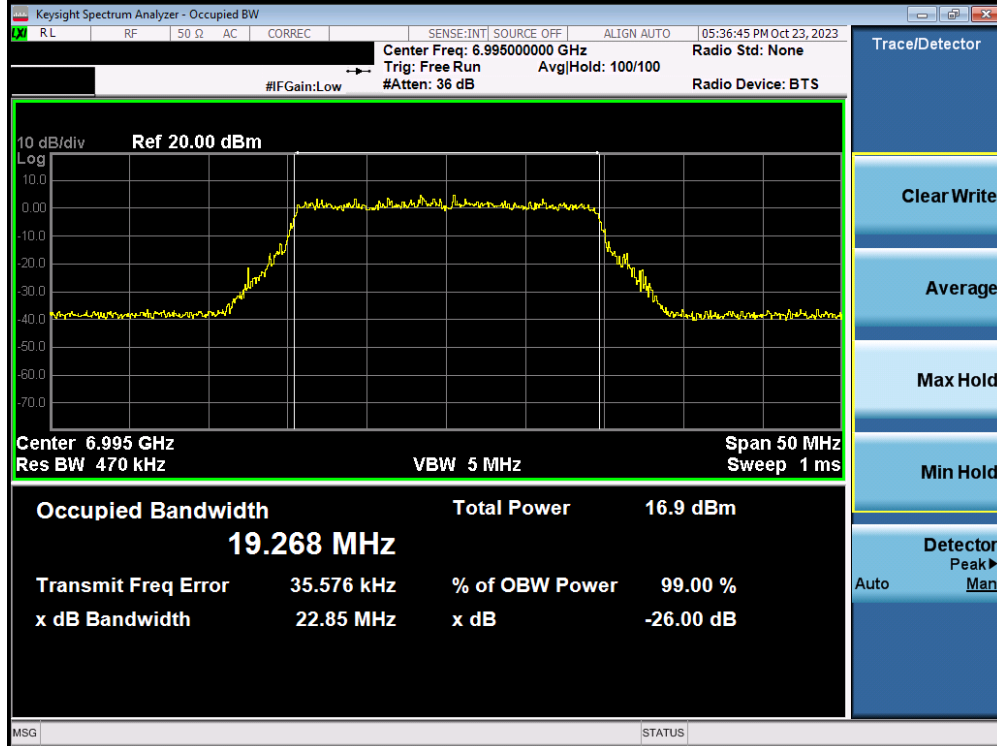 Keysight Spectrum Analyzer - Occupied BW
LXI RL RF 50 Ω AC CORREC SENSE:INT SOURCE OFF ALIGN AUTO 05:36:45 PM Oct 23, 2023
Center Freq: 6.995000000 GHz Radio Std: None
Trig: Free Run Avg|Hold: 100/100
#IFGain:Low #Atten: 36 dB Radio Device: BTS
10 dB/div Ref 20.00 dBm
Log
10.0
0.00
-10.0
-20.0
-30.0
-40.0
-50.0
-60.0
-70.0
Center 6.995 GHz Span 50 MHz
Res BW 470 kHz VBW 5 MHz Sweep 1 ms
Occupied Bandwidth Total Power 16.9 dBm
19.268 MHz
Transmit Freq Error 35.576 kHz % of OBW Power 99.00 %
x dB Bandwidth 22.85 MHz x dB -26.00 dB
MSG STATUS
Trace/Detector
Clear Write
Average
Max Hold
Min Hold
Detector
Peak▶
Auto Man